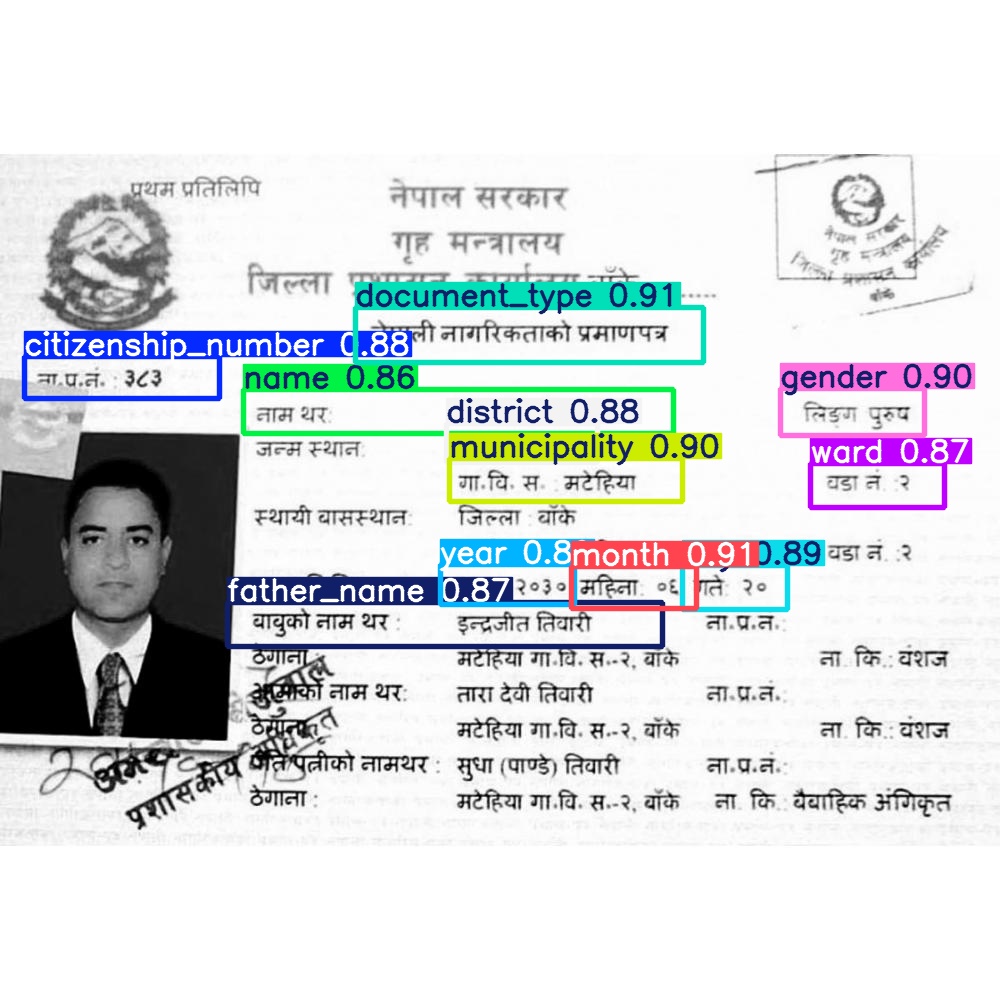 प्रथम प्रतिलिपि
नेपाल सरकार
नेपाल सरकार
गृह मन्त्रालय
गृह मन्त्रालय
जिल्ला प्रशासन कार्यालय
बाँके
जिल्ला प्रशासन कार्यालय बाँके
document_type 0.91
नेपाली नागरिकताको प्रमाणपत्र
citizenship_number 0.88
ना.प.नं. : ३८३
name 0.86
gender 0.90
नाम थर:
district 0.88
लिङ्ग पुरुष
जन्म स्थान:
municipality 0.90
ward 0.87
गा.वि. स. : मटेहिया
वडा नं. :२
स्थायी बासस्थान:
जिल्ला : बाँके
year 0.8
month 0.91
0.89
वडा नं. :२
father_name 0.87
२०३०
महिना: ०६
गते: २०
बाबुको नाम थर :
इन्द्रजीत तिवारी
ना.प्र.नं.:
ठेगाना:
मटेहिया गा.वि. स.-२, बाँके
ना. कि.: वंशज
आमाको नाम थर:
तारा देवी तिवारी
ना.प्र.नं.:
ठेगाना
मटेहिया गा.वि. स.-२, बाँके
ना. कि.: वंशज
पति पत्नीको नामथर :
सुधा (पाण्डे) तिवारी
ना.प्र.नं.:
प्रशासकीय अधिकृत
ठेगाना :
मटेहिया गा.वि. स.-२, बाँके
ना. कि.: वैवाहिक अंगिकृत